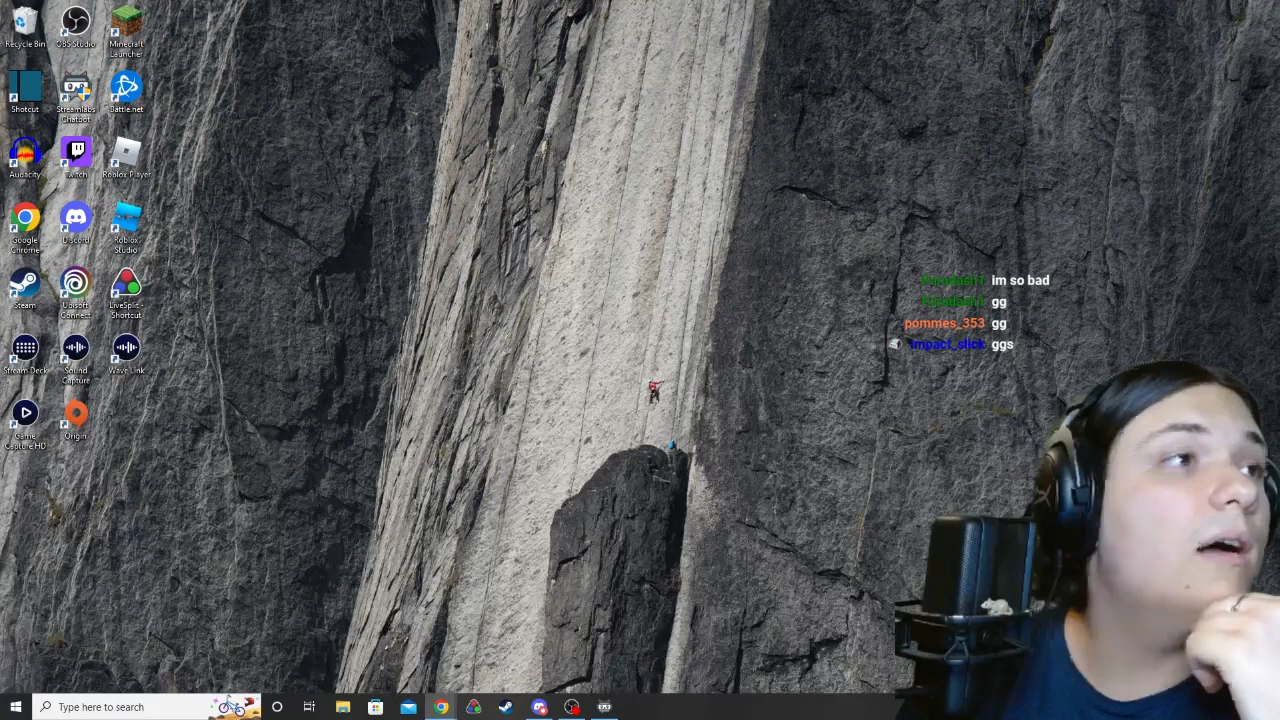 Recycle Bin
OBS Studio
Minecraft
Launcher
Shotcut
Streamlabs
Chatbot
Battle.net
Audacity
Twitch
Roblox Player
Google
Chrome
Discord
Roblox
Studio
Steam
Ubisoft
Connect
LiveSplit -
Shortcut
Stream Deck
Sound
Capture
Wave Link
Game
Capture HD
Origin
im so bad
gg
pommes_353 gg
impact_slick ggs
Type here to search